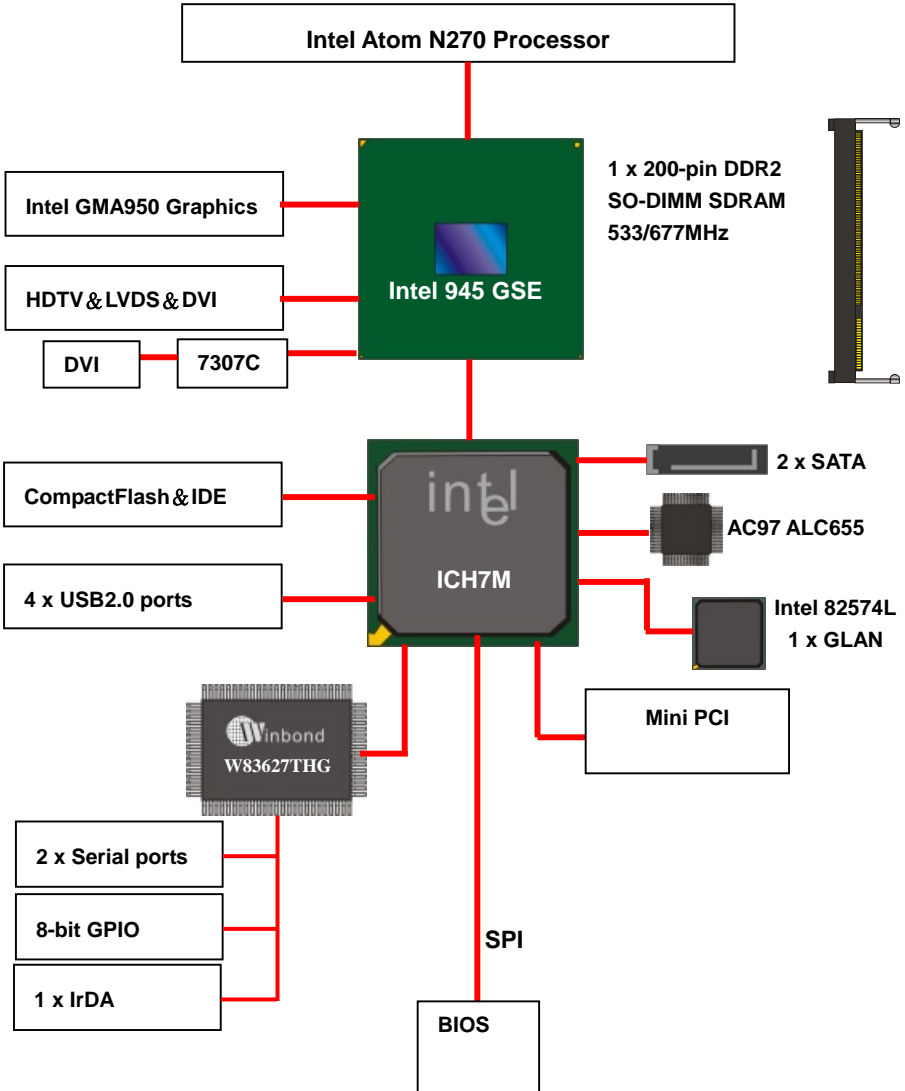 Intel Atom N270 Processor
1 x 200-pin DDR2
SO-DIMM SDRAM
533/677MHz
Intel GMA950 Graphics
Intel 945 GSE
HDTV＆LVDS＆DVI
DVI
7307C
intel
ICH7M
2 x SATA
CompactFlash＆IDE
AC97 ALC655
4 x USB2.0 ports
Intel 82574L
1 x GLAN
Mini PCI
Winbond
W83627THG
2 x Serial ports
8-bit GPIO
SPI
1 x IrDA
BIOS